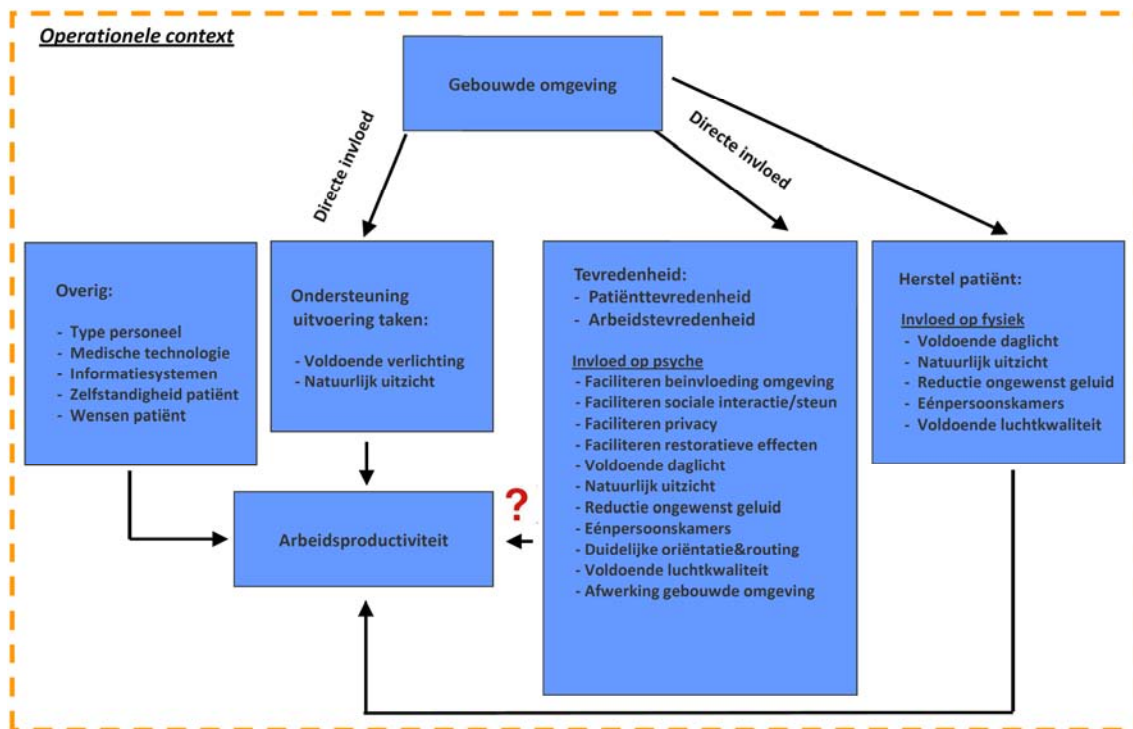 Operationele context
Gebouwde omgeving
Directe invloed
Directe invloed
Overig:
- Type personeel
- Medische technologie
- Informatiesystemen
- Zelfstandigheid patiënt
- Wensen patiënt
Ondersteuning
uitvoering taken:
- Voldoende verlichting
- Natuurlijk uitzicht
Tevredenheid:
- Patiënttevredenheid
- Arbeidstevredenheid
Invloed op psyche
- Faciliteren beinvloeding omgeving
- Faciliteren sociale interactie/steun
- Faciliteren privacy
- Faciliteren restoratieve effecten
- Voldoende daglicht
- Natuurlijk uitzicht
- Reductie ongewenst geluid
- Eénpersoonskamers
- Duidelijke oriëntatie&routing
- Voldoende luchtkwaliteit
- Afwerking gebouwde omgeving
Herstel patiënt:
Invloed op fysiek
- Voldoende daglicht
- Natuurlijk uitzicht
- Reductie ongewenst geluid
- Eénpersoonskamers
- Voldoende luchtkwaliteit
?
Arbeidsproductiviteit